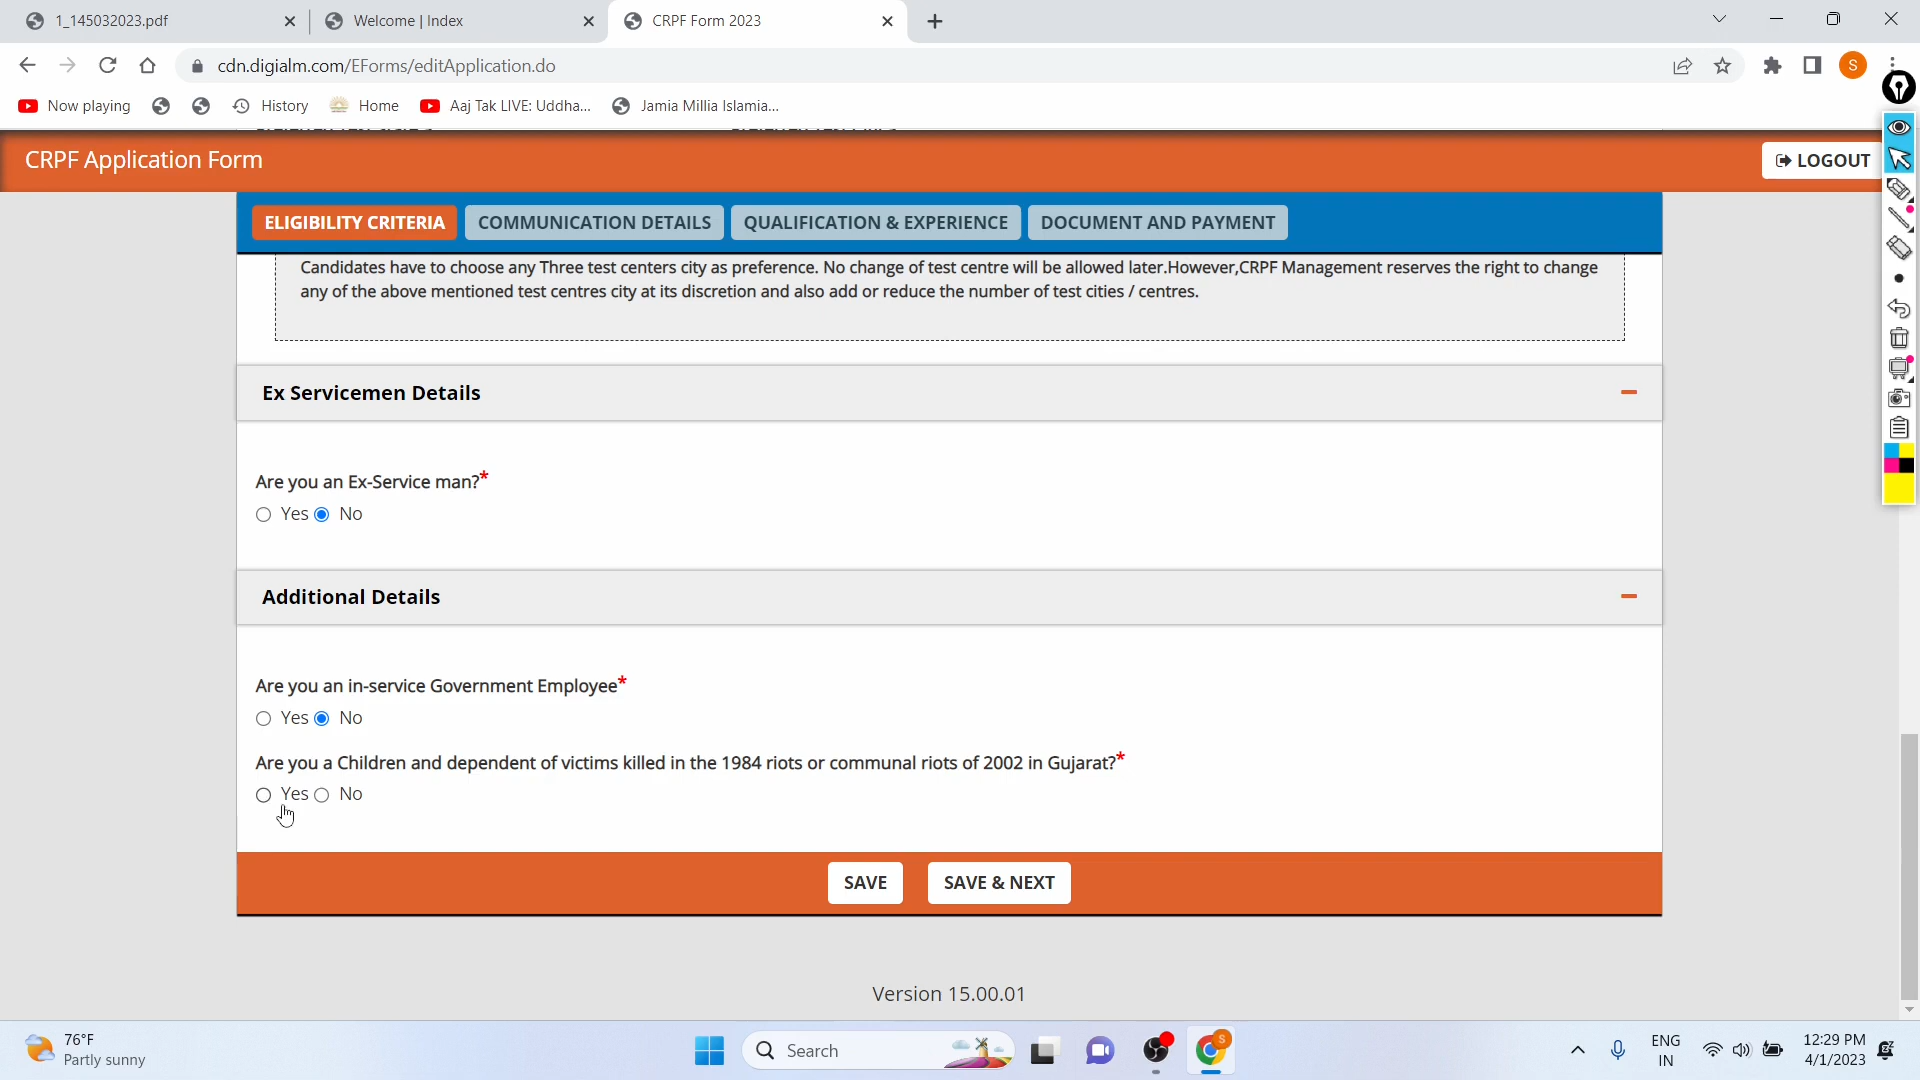 1_145032023.pdf
Welcome | Index
CRPF Form 2023
cdn.digialm.com/EForms/editApplication.do
S
Now playing
History
Home
Aaj Tak LIVE: Uddha...
Jamia Millia Islamia...
CRPF Application Form
LOGOUT
ELIGIBILITY CRITERIA
COMMUNICATION DETAILS
QUALIFICATION & EXPERIENCE
DOCUMENT AND PAYMENT
Candidates have to choose any Three test centers city as preference. No change of test centre will be allowed later.However,CRPF Management reserves the right to change
any of the above mentioned test centres city at its discretion and also add or reduce the number of test cities / centres.
Ex Servicemen Details
Are you an Ex-Service man?*
Yes No
Additional Details
Are you an in-service Government Employee*
Yes No
Are you a Children and dependent of victims killed in the 1984 riots or communal riots of 2002 in Gujarat?*
Yes No
SAVE
SAVE & NEXT
Version 15.00.01
76°F
Partly sunny
Search
S
ENG
IN
12:29 PM
4/1/2023